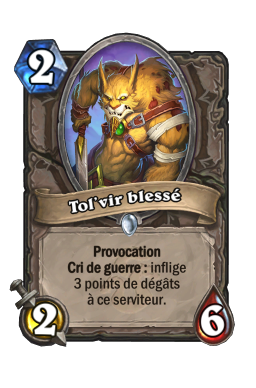 2
Tol'vir blessé
Provocation
Cri de guerre : inflige
3 points de dégâts
à ce serviteur.
2
6